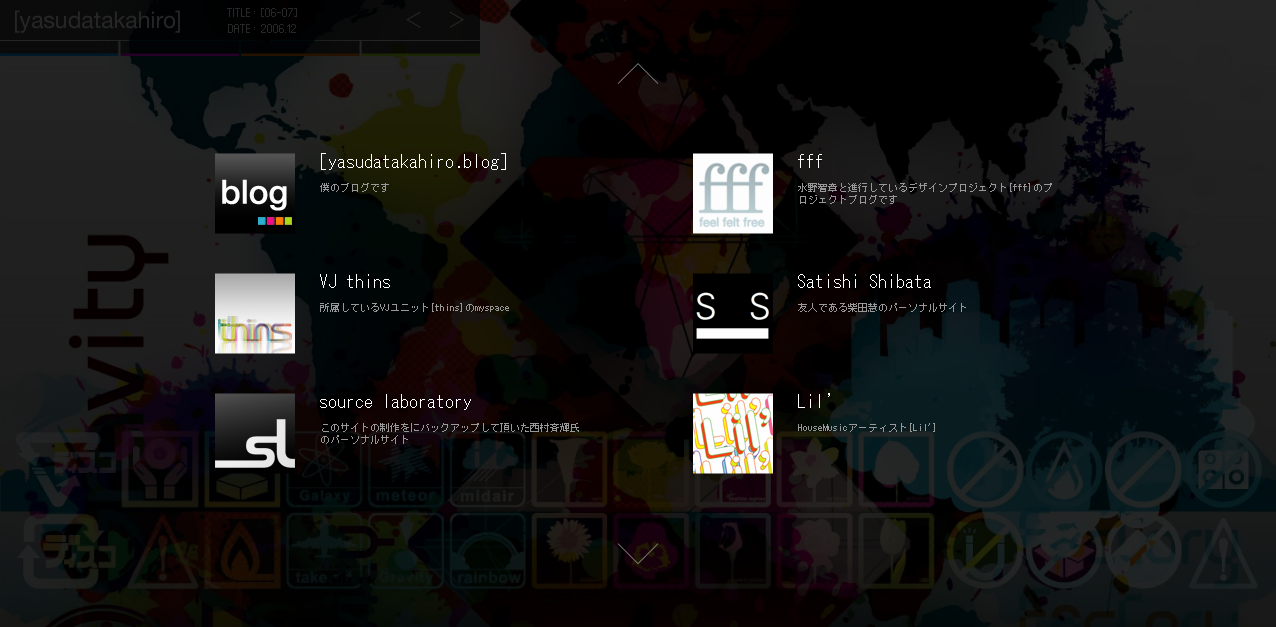 [yasudatakahiro]
TITLE : [06-07]
DATE : 2006.12
< >
blog
[yasudatakahiro.blog]
僕のブログです
fff
feel felt free
fff
水野智章と進行しているデザインプロジェクト[fff]のプ
ロジェクトブログです
thins
VJ thins
所属しているVJユニット[thins]のmyspace
S S
Satishi Shibata
友人である柴田慧のパーソナルサイト
sl
source laboratory
このサイトの制作をにバックアップして頂いた西村斉輝氏
のパーソナルサイト
Lil'
Lil'
HouseMusicアーティスト[Lil']
vity
Galaxy
meteor
midair
take
Gravity
rainbow